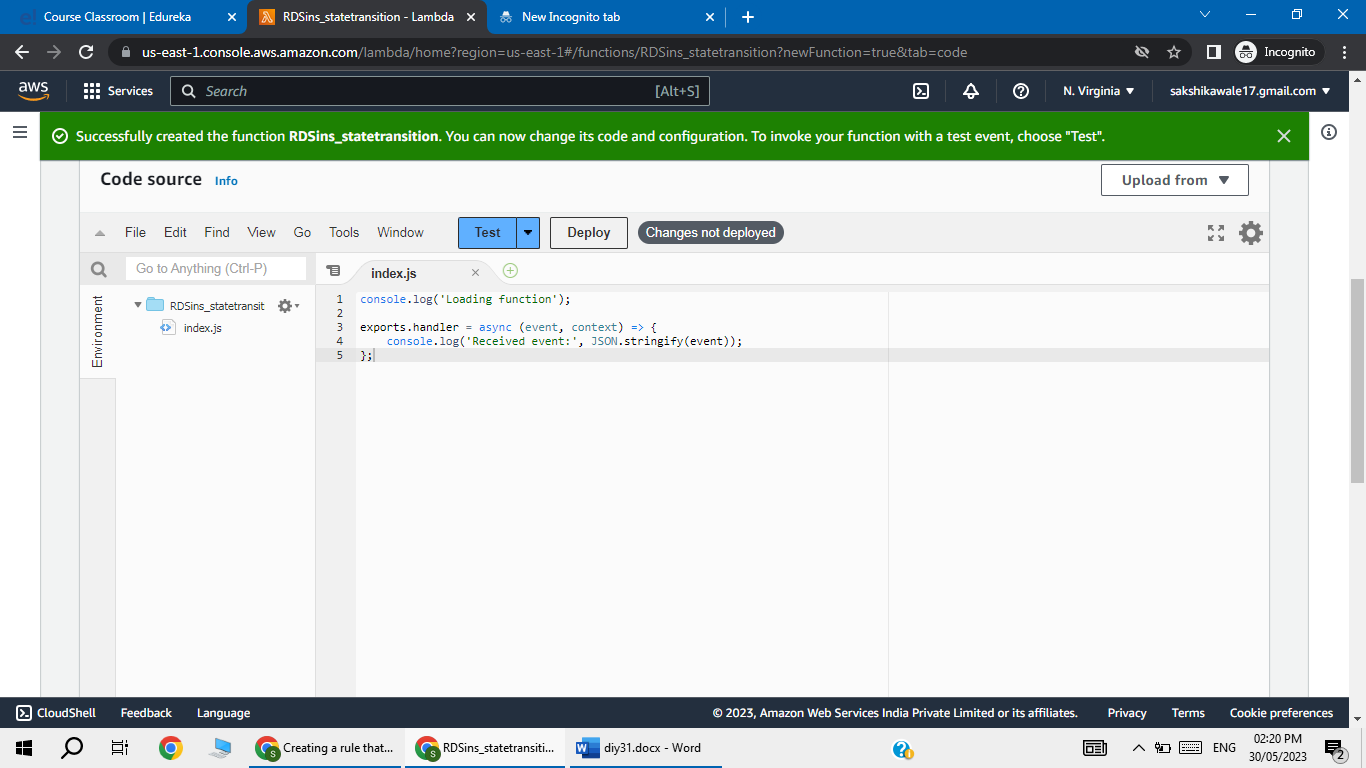 Course Classroom | Edureka
RDSins_statetransition - Lambda
New Incognito tab
us-east-1.console.aws.amazon.com/lambda/home?region=us-east-1#/functions/RDSins_statetransition?newFunction=true&tab=code
Incognito
aws
Services
Search
[Alt+S]
N. Virginia
sakshikawale17.gmail.com
Successfully created the function RDSins_statetransition. You can now change its code and configuration. To invoke your function with a test event, choose "Test".
Code source
Info
Upload from
File Edit Find View Go Tools Window
Test
Deploy
Changes not deployed
Go to Anything (Ctrl-P)
index.js
Environment
RDSins_statetransit
index.js
1 console.log('Loading function');
2
3 exports.handler = async (event, context) => {
4     console.log('Received event:', JSON.stringify(event));
5 };
CloudShell Feedback Language
© 2023, Amazon Web Services India Private Limited or its affiliates.
Privacy Terms Cookie preferences
Creating a rule that...
RDSins_statetransiti...
diy31.docx - Word
ENG
02:20 PM
30/05/2023
2